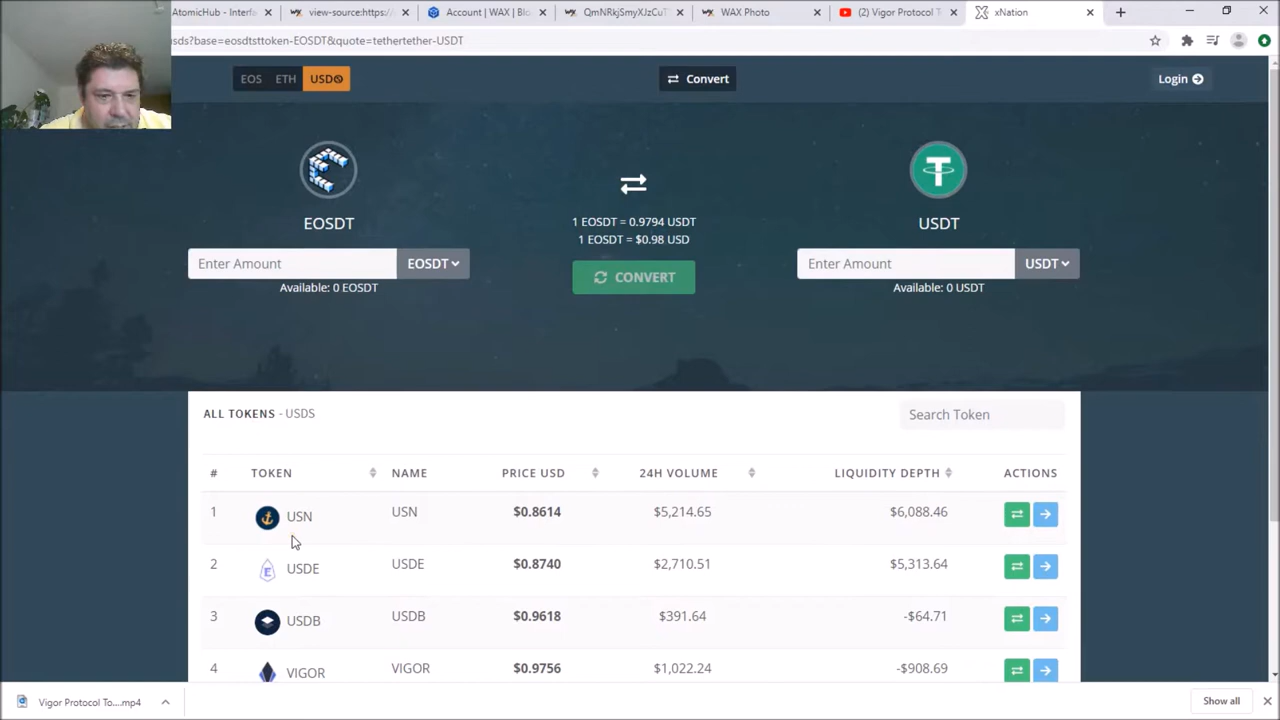 AtomicHub - Interfa
view-source:https://
Account | WAX | Blo
QmNRkjSmyXJzCuT
WAX Photo
(2) Vigor Protocol T
xNation
sds?base=eosdtsttoken-EOSDT&quote=tethertether-USDT
EOS ETH USD
Convert
Login
EOSDT
USDT
1 EOSDT = 0.9794 USDT
1 EOSDT = $0.98 USD
Enter Amount EOSDT
CONVERT
Enter Amount USDT
Available: 0 EOSDT
Available: 0 USDT
ALL TOKENS - USDS
Search Token
# TOKEN NAME PRICE USD 24H VOLUME LIQUIDITY DEPTH ACTIONS
1 USN USN $0.8614 $5,214.65 $6,088.46
2 USDE USDE $0.8740 $2,710.51 $5,313.64
3 USDB USDB $0.9618 $391.64 -$64.71
4 VIGOR VIGOR $0.9756 $1,022.24 -$908.69
Vigor Protocol To....mp4
Show all